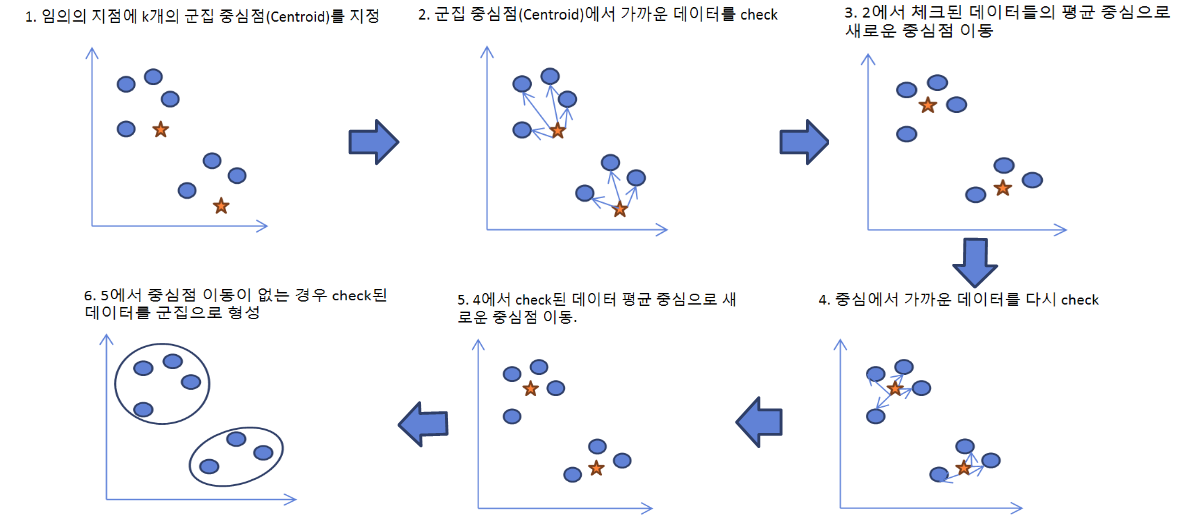 1. 임의의 지점에 k개의 군집 중심점(Centroid)를 지정
2. 군집 중심점(Centroid)에서 가까운 데이터를 check
3. 2에서 체크된 데이터들의 평균 중심으로
새로운 중심점 이동
4. 중심에서 가까운 데이터를 다시 check
5. 4에서 check된 데이터 평균 중심으로 새
로운 중심점 이동.
6. 5에서 중심점 이동이 없는 경우 check된
데이터를 군집으로 형성